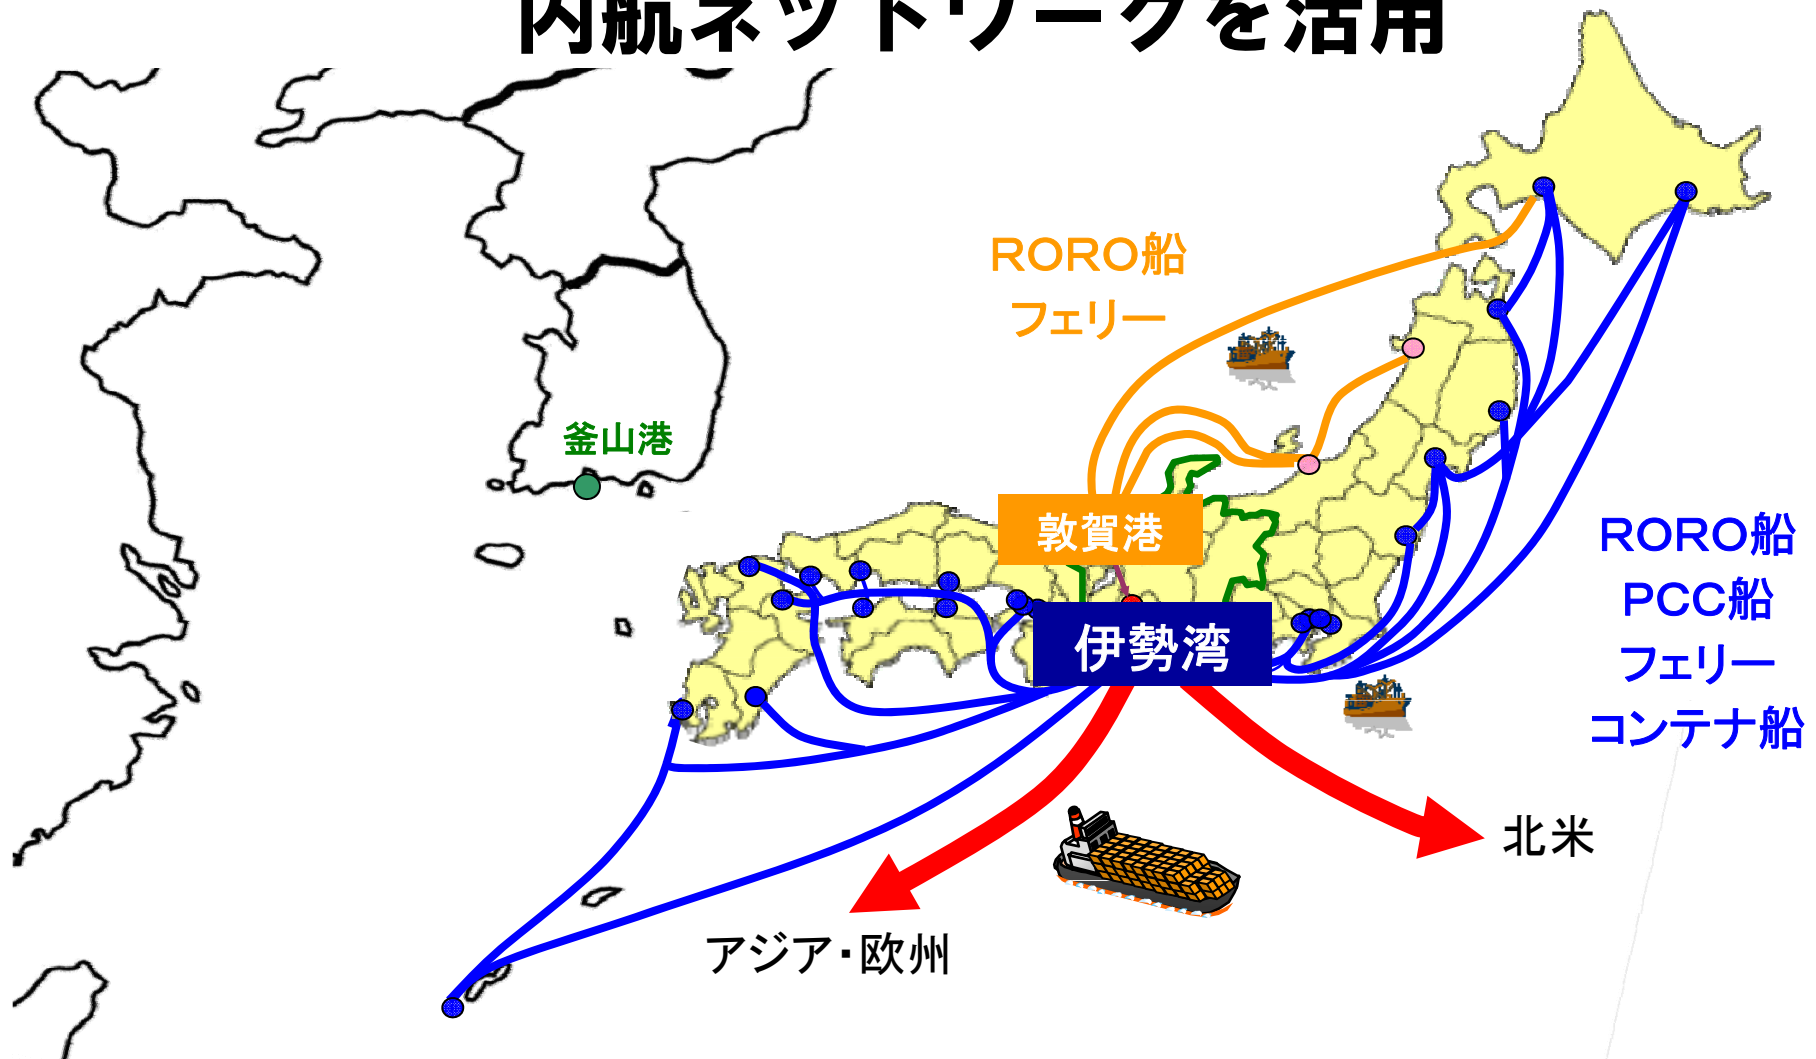 内航ネットワークを活用
ＲＯＲＯ船
フェリー
釜山港
敦賀港
伊勢湾
ＲＯＲＯ船
ＰＣＣ船
フェリー
コンテナ船
北米
アジア・欧州